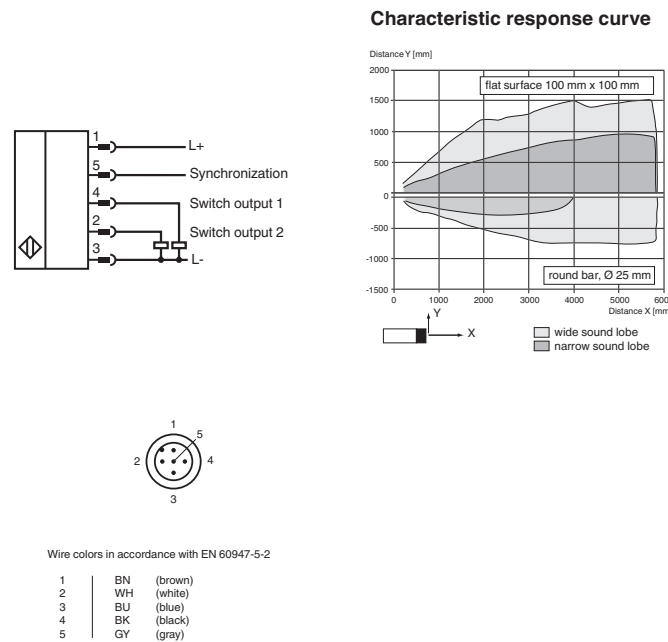 Characteristic response curve
Distance Y [mm]
2000
1500
1000
500
0
0
-500
-1000
-1500
flat surface 100 mm x 100 mm
round bar, Ø 25 mm
0 1000 2000 3000 4000 5000 600
Distance X [mm
Y
X
wide sound lobe
narrow sound lobe
1
L+
5
Synchronization
4
Switch output 1
2
Switch output 2
3
L-
1
5
2
4
3
Wire colors in accordance with EN 60947-5-2
1 BN (brown)
2 WH (white)
3 BU (blue)
4 BK (black)
5 GY (gray)